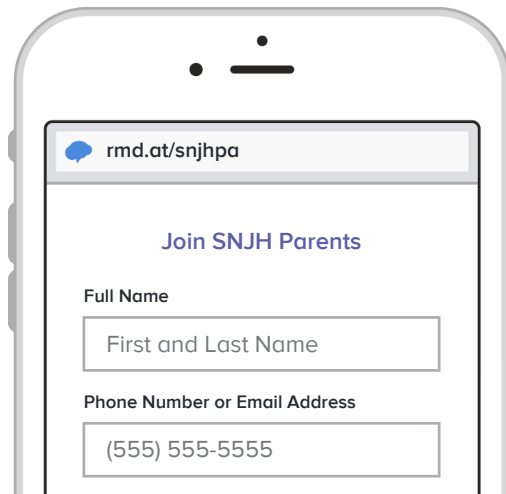 rmd.at/snjhpa
Join SNJH Parents
Full Name
First and Last Name
Phone Number or Email Address
(555) 555-5555